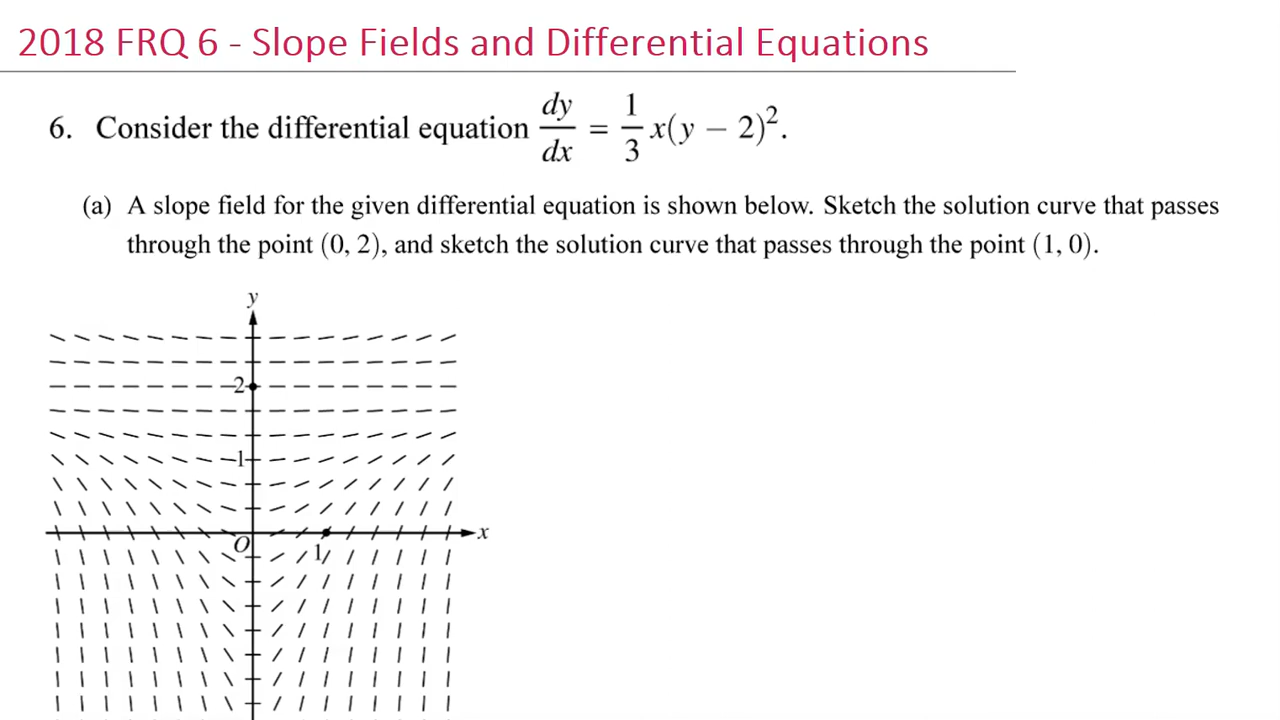 2018 FRQ 6 - Slope Fields and Differential Equations
6. Consider the differential equation dy/dx = 1/3 x(y − 2)².
(a) A slope field for the given differential equation is shown below. Sketch the solution curve that passes
through the point (0, 2), and sketch the solution curve that passes through the point (1, 0).
y
2
1
x
O
1